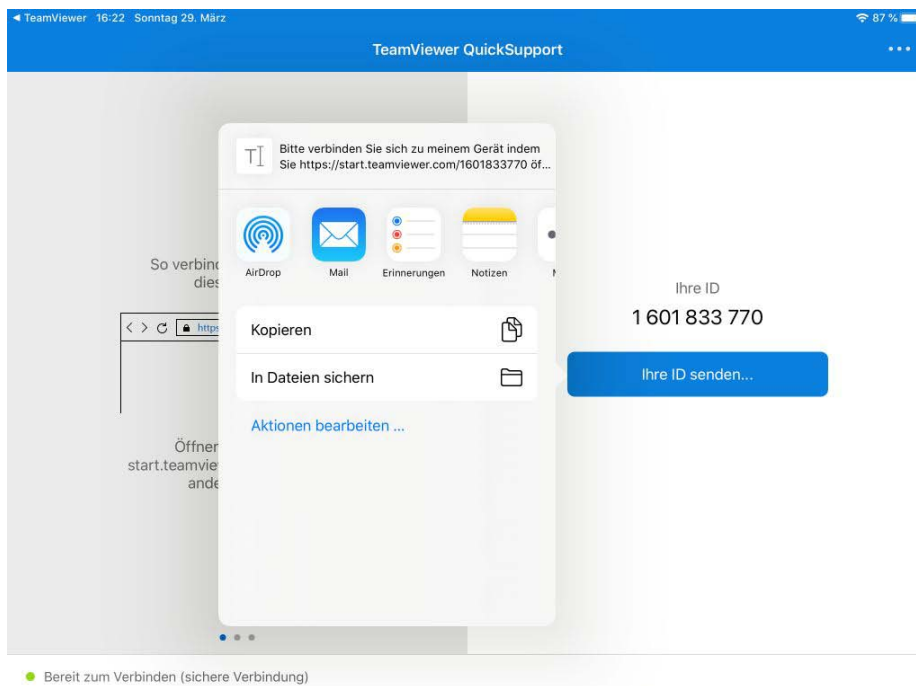 TeamViewer 16:22 Sonntag 29. März
87 %
TeamViewer QuickSupport
Bitte verbinden Sie sich zu meinem Gerät indem
Sie https://start.teamviewer.com/1601833770 öf...
AirDrop
Mail
Erinnerungen
Notizen
So verbind
dies
https
Öffner
start.teamvie
ande
Kopieren
In Dateien sichern
Aktionen bearbeiten ...
Ihre ID
1 601 833 770
Ihre ID senden...
Bereit zum Verbinden (sichere Verbindung)